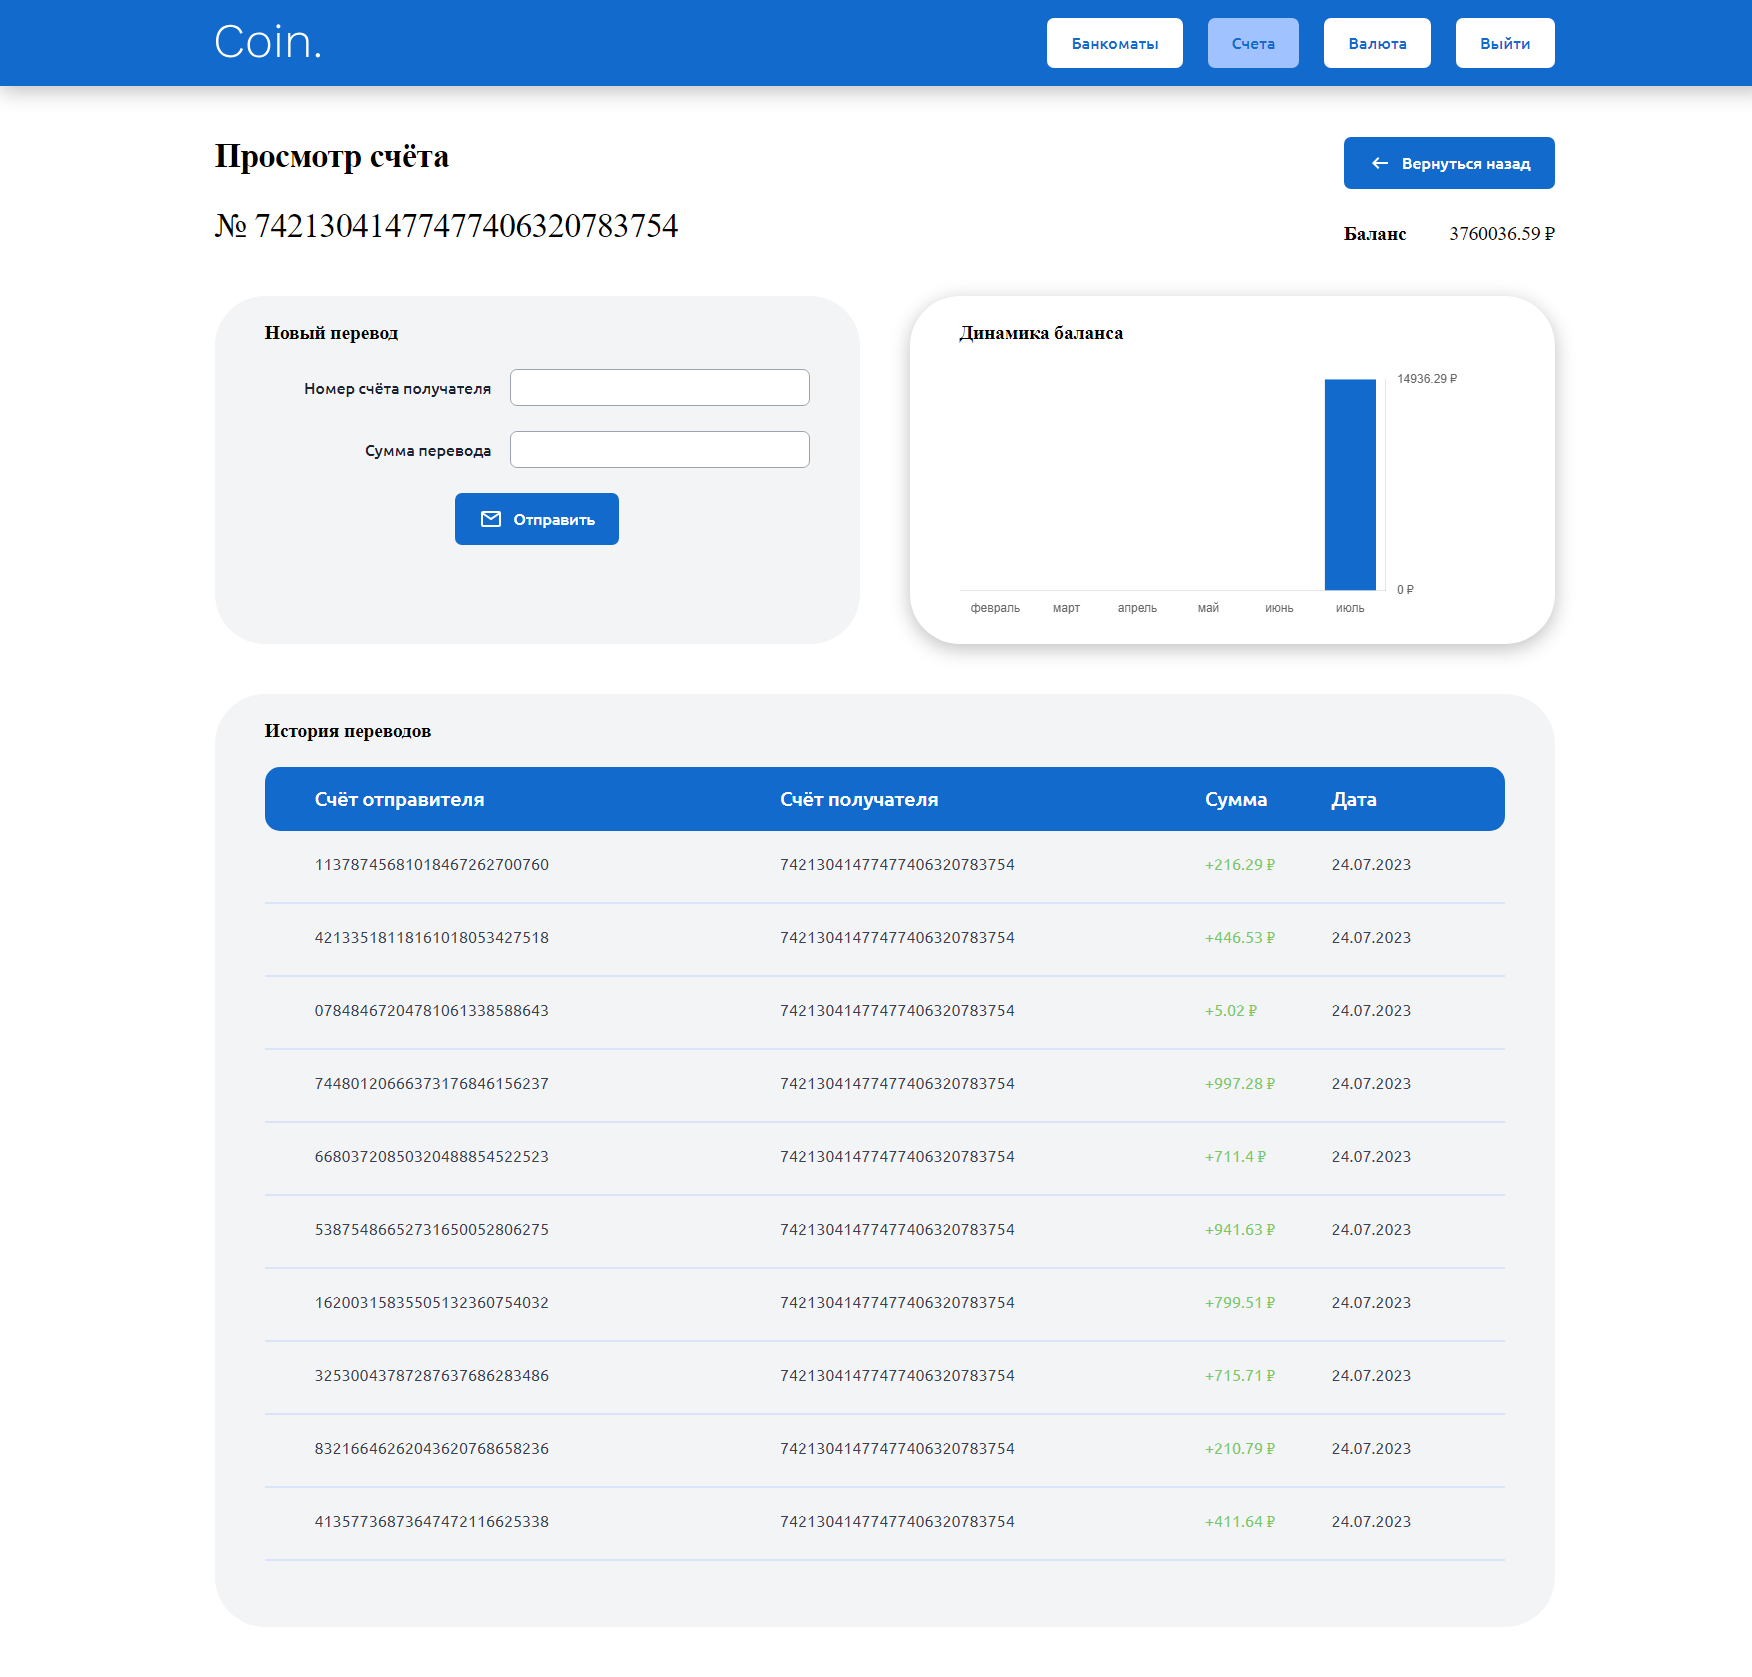 Coin.
Банкоматы
Счета
Валюта
Выйти
Просмотр счёта
Вернуться назад
№ 74213041477477406320783754
Баланс 3760036.59 ₽
Новый перевод
Номер счёта получателя
Сумма перевода
Отправить
Динамика баланса
14936.29 ₽
0 ₽
февраль март апрель май июнь июль
История переводов
Счёт отправителя Счёт получателя Сумма Дата
11378745681018467262700760 74213041477477406320783754 +216.29 ₽ 24.07.2023
42133518118161018053427518 74213041477477406320783754 +446.53 ₽ 24.07.2023
07848467204781061338588643 74213041477477406320783754 +5.02 ₽ 24.07.2023
74480120666373176846156237 74213041477477406320783754 +997.28 ₽ 24.07.2023
66803720850320488854522523 74213041477477406320783754 +711.4 ₽ 24.07.2023
53875486652731650052806275 74213041477477406320783754 +941.63 ₽ 24.07.2023
16200315835505132360754032 74213041477477406320783754 +799.51 ₽ 24.07.2023
32530043787287637686283486 74213041477477406320783754 +715.71 ₽ 24.07.2023
83216646262043620768658236 74213041477477406320783754 +210.79 ₽ 24.07.2023
41357736873647472116625338 74213041477477406320783754 +411.64 ₽ 24.07.2023